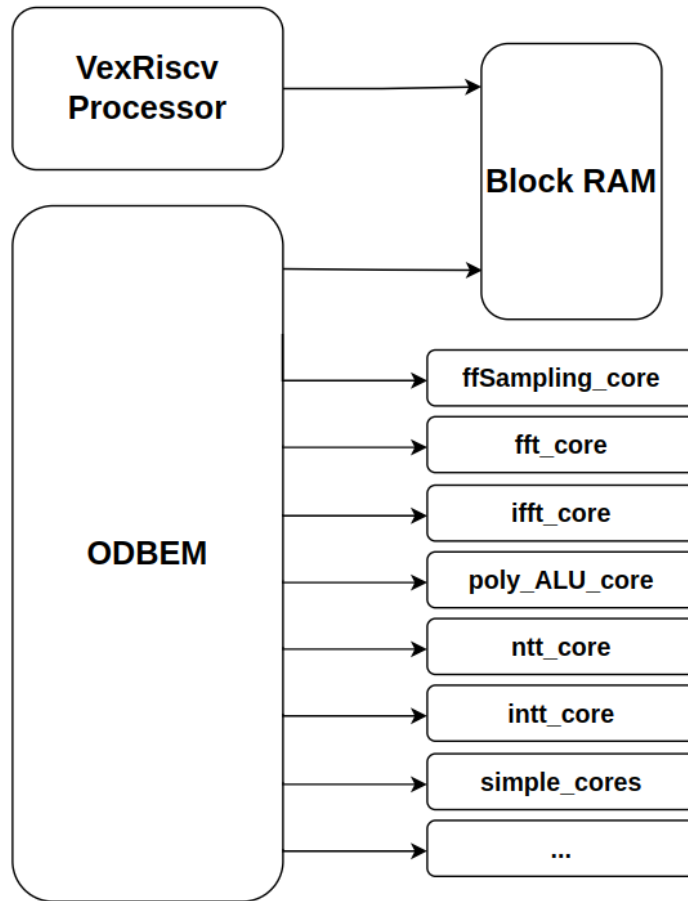 VexRiscv
Processor
Block RAM
ODBEM
ffSampling_core
fft_core
ifft_core
poly_ALU_core
ntt_core
intt_core
simple_cores
...